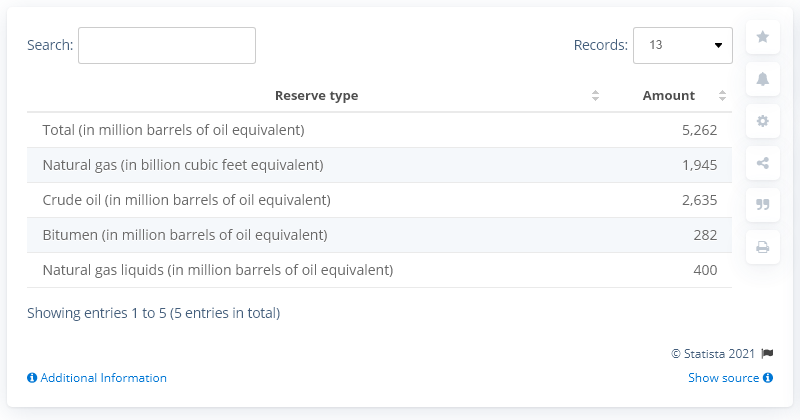 Search:
Records: 13
Reserve type Amount
Total (in million barrels of oil equivalent) 5,262
Natural gas (in billion cubic feet equivalent) 1,945
Crude oil (in million barrels of oil equivalent) 2,635
Bitumen (in million barrels of oil equivalent) 282
Natural gas liquids (in million barrels of oil equivalent) 400
Showing entries 1 to 5 (5 entries in total)
© Statista 2021
Additional Information
Show source